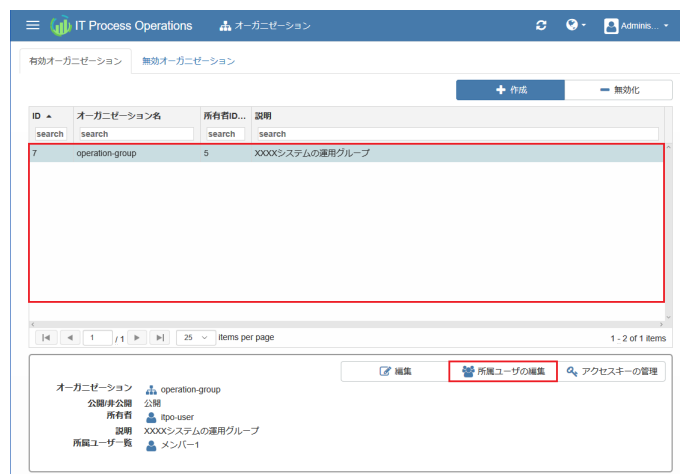 IT Process Operations オーガニゼーション Adminis...
有効オーガニゼーション 無効オーガニゼーション
作成 無効化
ID オーガニゼーション名 所有者ID... 説明
search search search search
7 operation-group 5 XXXXシステムの運用グループ
1 / 1 25 items per page 1 - 2 of 1 items
編集 所属ユーザの編集 アクセスキーの管理
オーガニゼーション operation-group
公開/非公開 公開
所有者 itpo-user
説明 XXXXシステムの運用グループ
所属ユーザー覧 メンバー1